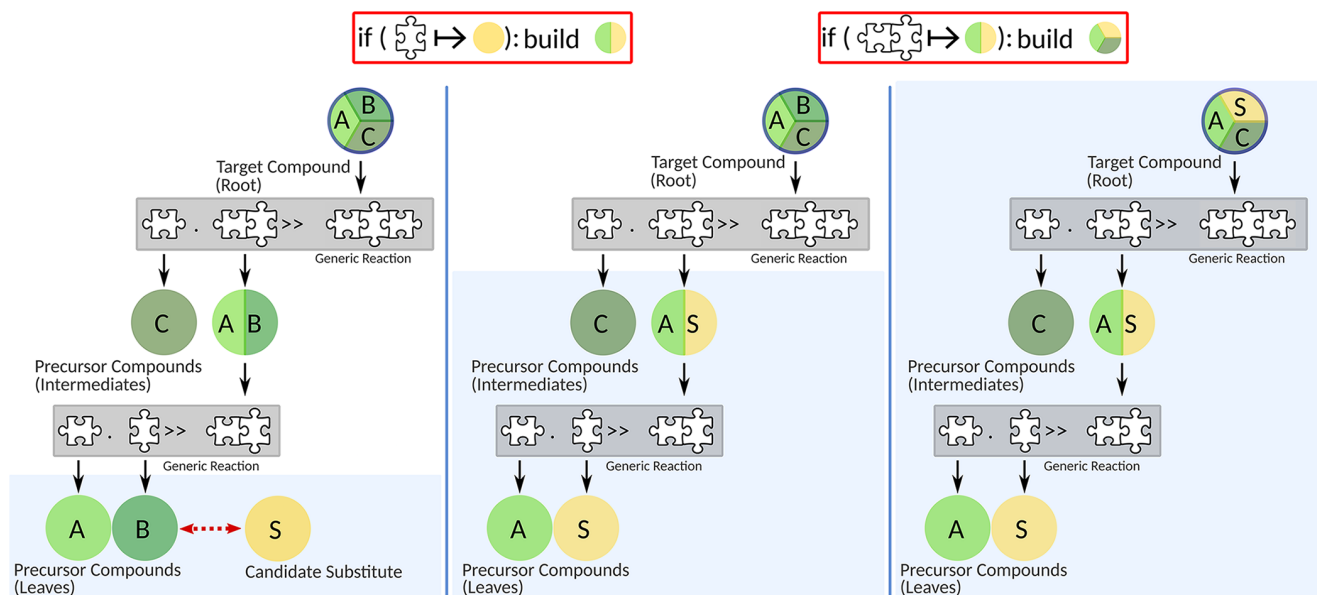 if ( ↦ ): build
if ( ↦ ): build
A B C
Target Compound
(Root)
. >>
Generic Reaction
C
A B
Precursor Compounds
(Intermediates)
. >>
Generic Reaction
A B S
Precursor Compounds
(Leaves)
Candidate Substitute
A B C
Target Compound
(Root)
. >>
Generic Reaction
C
A S
Precursor Compounds
(Intermediates)
. >>
Generic Reaction
A S
Precursor Compounds
(Leaves)
A S C
Target Compound
(Root)
. >>
Generic Reaction
C
A S
Precursor Compounds
(Intermediates)
. >>
Generic Reaction
A S
Precursor Compounds
(Leaves)